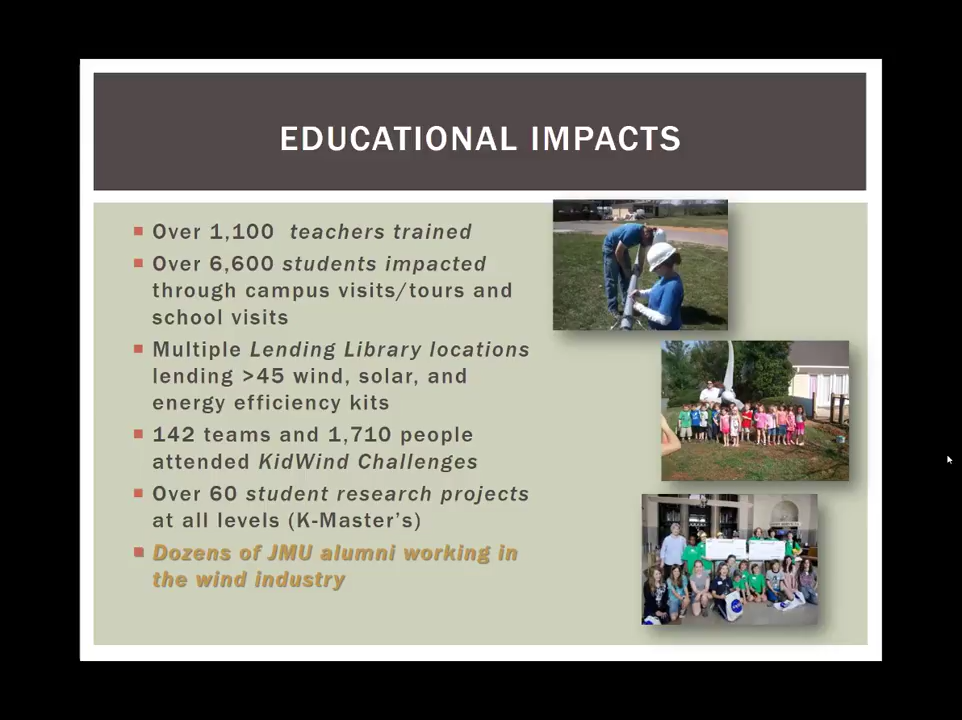 EDUCATIONAL IMPACTS
Over 1,100 teachers trained
Over 6,600 students impacted
through campus visits/tours and
school visits
Multiple Lending Library locations
lending >45 wind, solar, and
energy efficiency kits
142 teams and 1,710 people
attended KidWind Challenges
Over 60 student research projects
at all levels (K-Master's)
Dozens of JMU alumni working in
the wind industry